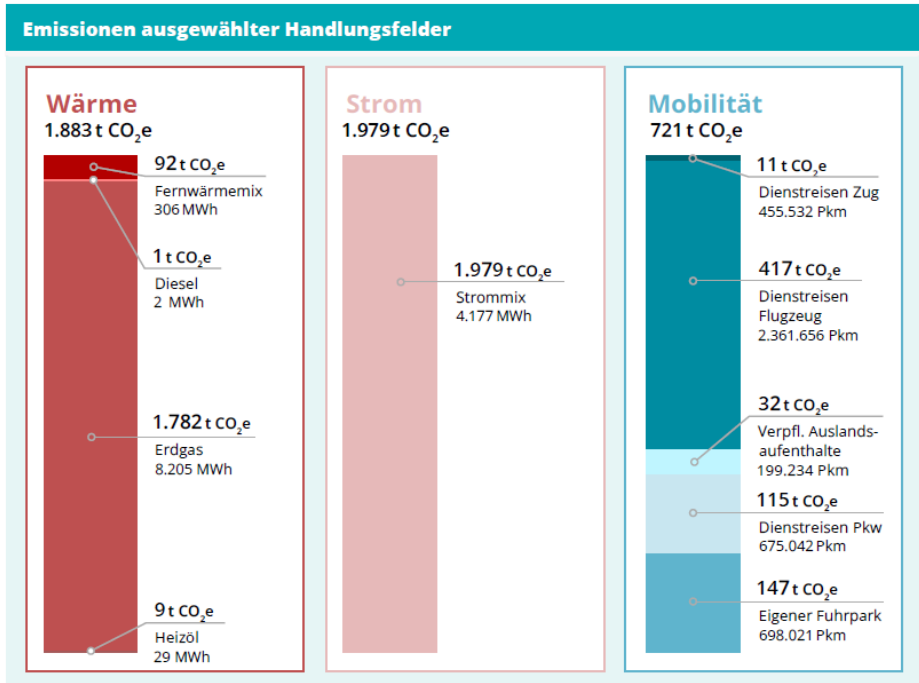 Emissionen ausgewählter Handlungsfelder
Wärme
1.883 t CO₂e
92 t CO₂e
Fernwärmemix
306 MWh
1 t CO₂e
Diesel
2 MWh
1.782 t CO₂e
Erdgas
8.205 MWh
9 t CO₂e
Heizöl
29 MWh
Strom
1.979 t CO₂e
1.979 t CO₂e
Strommix
4.177 MWh
Mobilität
721 t CO₂e
11 t CO₂e
Dienstreisen Zug
455.532 Pkm
417 t CO₂e
Dienstreisen
Flugzeug
2.361.656 Pkm
32 t CO₂e
Verpfl. Auslands-
aufenthalte
199.234 Pkm
115 t CO₂e
Dienstreisen Pkw
675.042 Pkm
147 t CO₂e
Eigener Fuhrpark
698.021 Pkm